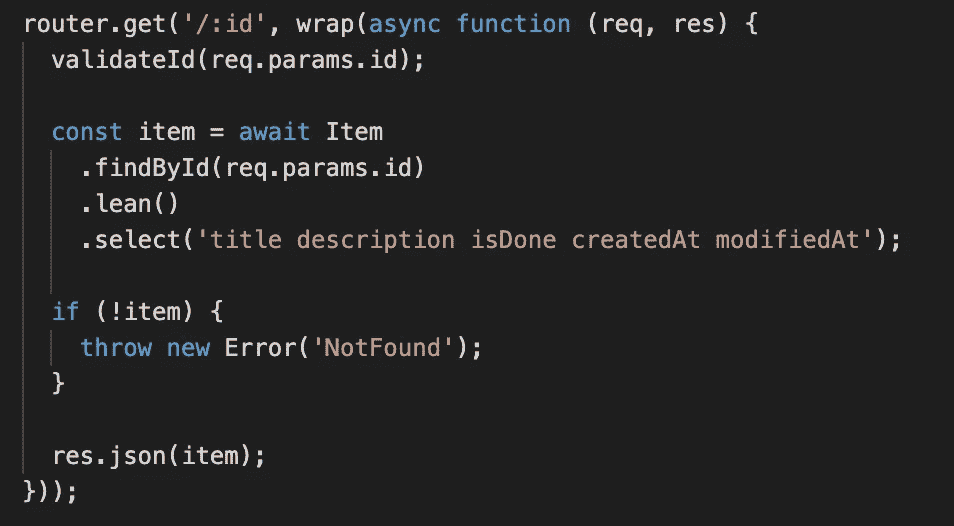 router.get('/:id', wrap(async function (req, res) {
  validateId(req.params.id);

  const item = await Item
    .findById(req.params.id)
    .lean()
    .select('title description isDone createdAt modifiedAt');

  if (!item) {
    throw new Error('NotFound');
  }

  res.json(item);
}));